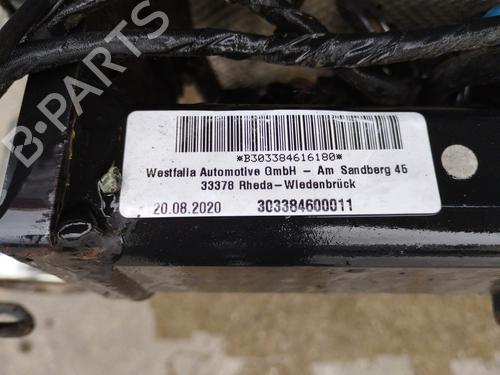 B-PARTS
*B303384616180*
Westfalia Automotive GmbH - Am Sandberg 45
33378 Rheda-Wiedenbrück
20.08.2020 303384600011